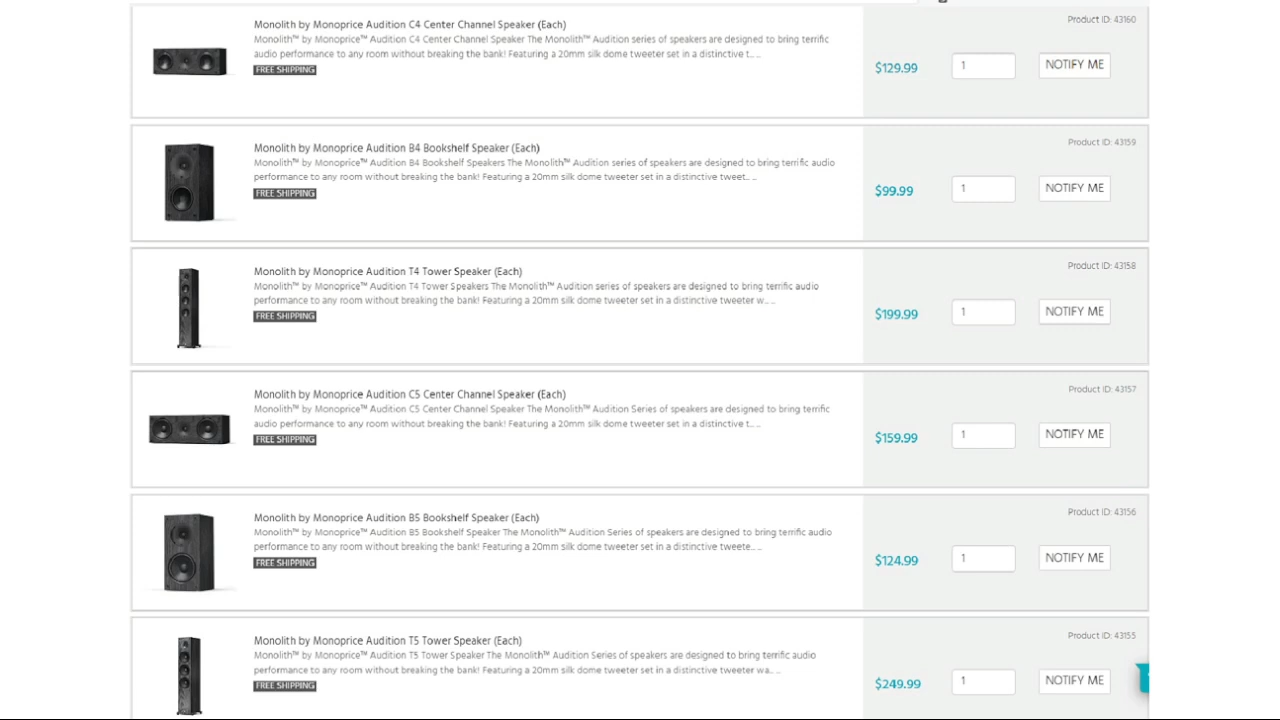 Monolith by Monoprice Audition C4 Center Channel Speaker (Each)
Product ID: 43160
Monolith™ by Monoprice™ Audition C4 Center Channel Speaker The Monolith™ Audition series of speakers are designed to bring terrific
audio performance to any room without breaking the bank! Featuring a 20mm silk dome tweeter set in a distinctive t... ...
FREE SHIPPING
$129.99
1
NOTIFY ME
Monolith by Monoprice Audition B4 Bookshelf Speaker (Each)
Product ID: 43159
Monolith™ by Monoprice™ Audition B4 Bookshelf Speakers The Monolith™ Audition series of speakers are designed to bring terrific audio
performance to any room without breaking the bank! Featuring a 20mm silk dome tweeter set in a distinctive tweet.. ...
FREE SHIPPING
$99.99
1
NOTIFY ME
Monolith by Monoprice Audition T4 Tower Speaker (Each)
Product ID: 43158
Monolith™ by Monoprice™ Audition T4 Tower Speakers The Monolith™ Audition series of speakers are designed to bring terrific audio
performance to any room without breaking the bank! Featuring a 20mm silk dome tweeter set in a distinctive tweeter w... ...
FREE SHIPPING
$199.99
1
NOTIFY ME
Monolith by Monoprice Audition C5 Center Channel Speaker (Each)
Product ID: 43157
Monolith™ by Monoprice™ Audition C5 Center Channel Speaker The Monolith™ Audition Series of speakers are designed to bring terrific
audio performance to any room without breaking the bank! Featuring a 20mm silk dome tweeter set in a distinctive t... ...
FREE SHIPPING
$159.99
1
NOTIFY ME
Monolith by Monoprice Audition B5 Bookshelf Speaker (Each)
Product ID: 43156
Monolith™ by Monoprice™ Audition B5 Bookshelf Speaker The Monolith™ Audition Series of speakers are designed to bring terrific audio
performance to any room without breaking the bank! Featuring a 20mm silk dome tweeter set in a distinctive tweete... ...
FREE SHIPPING
$124.99
1
NOTIFY ME
Monolith by Monoprice Audition T5 Tower Speaker (Each)
Product ID: 43155
Monolith™ by Monoprice™ Audition T5 Tower Speaker The Monolith™ Audition Series of speakers are designed to bring terrific audio
performance to any room without breaking the bank! Featuring a 20mm silk dome tweeter set in a distinctive tweeter wa... ...
FREE SHIPPING
$249.99
1
NOTIFY ME